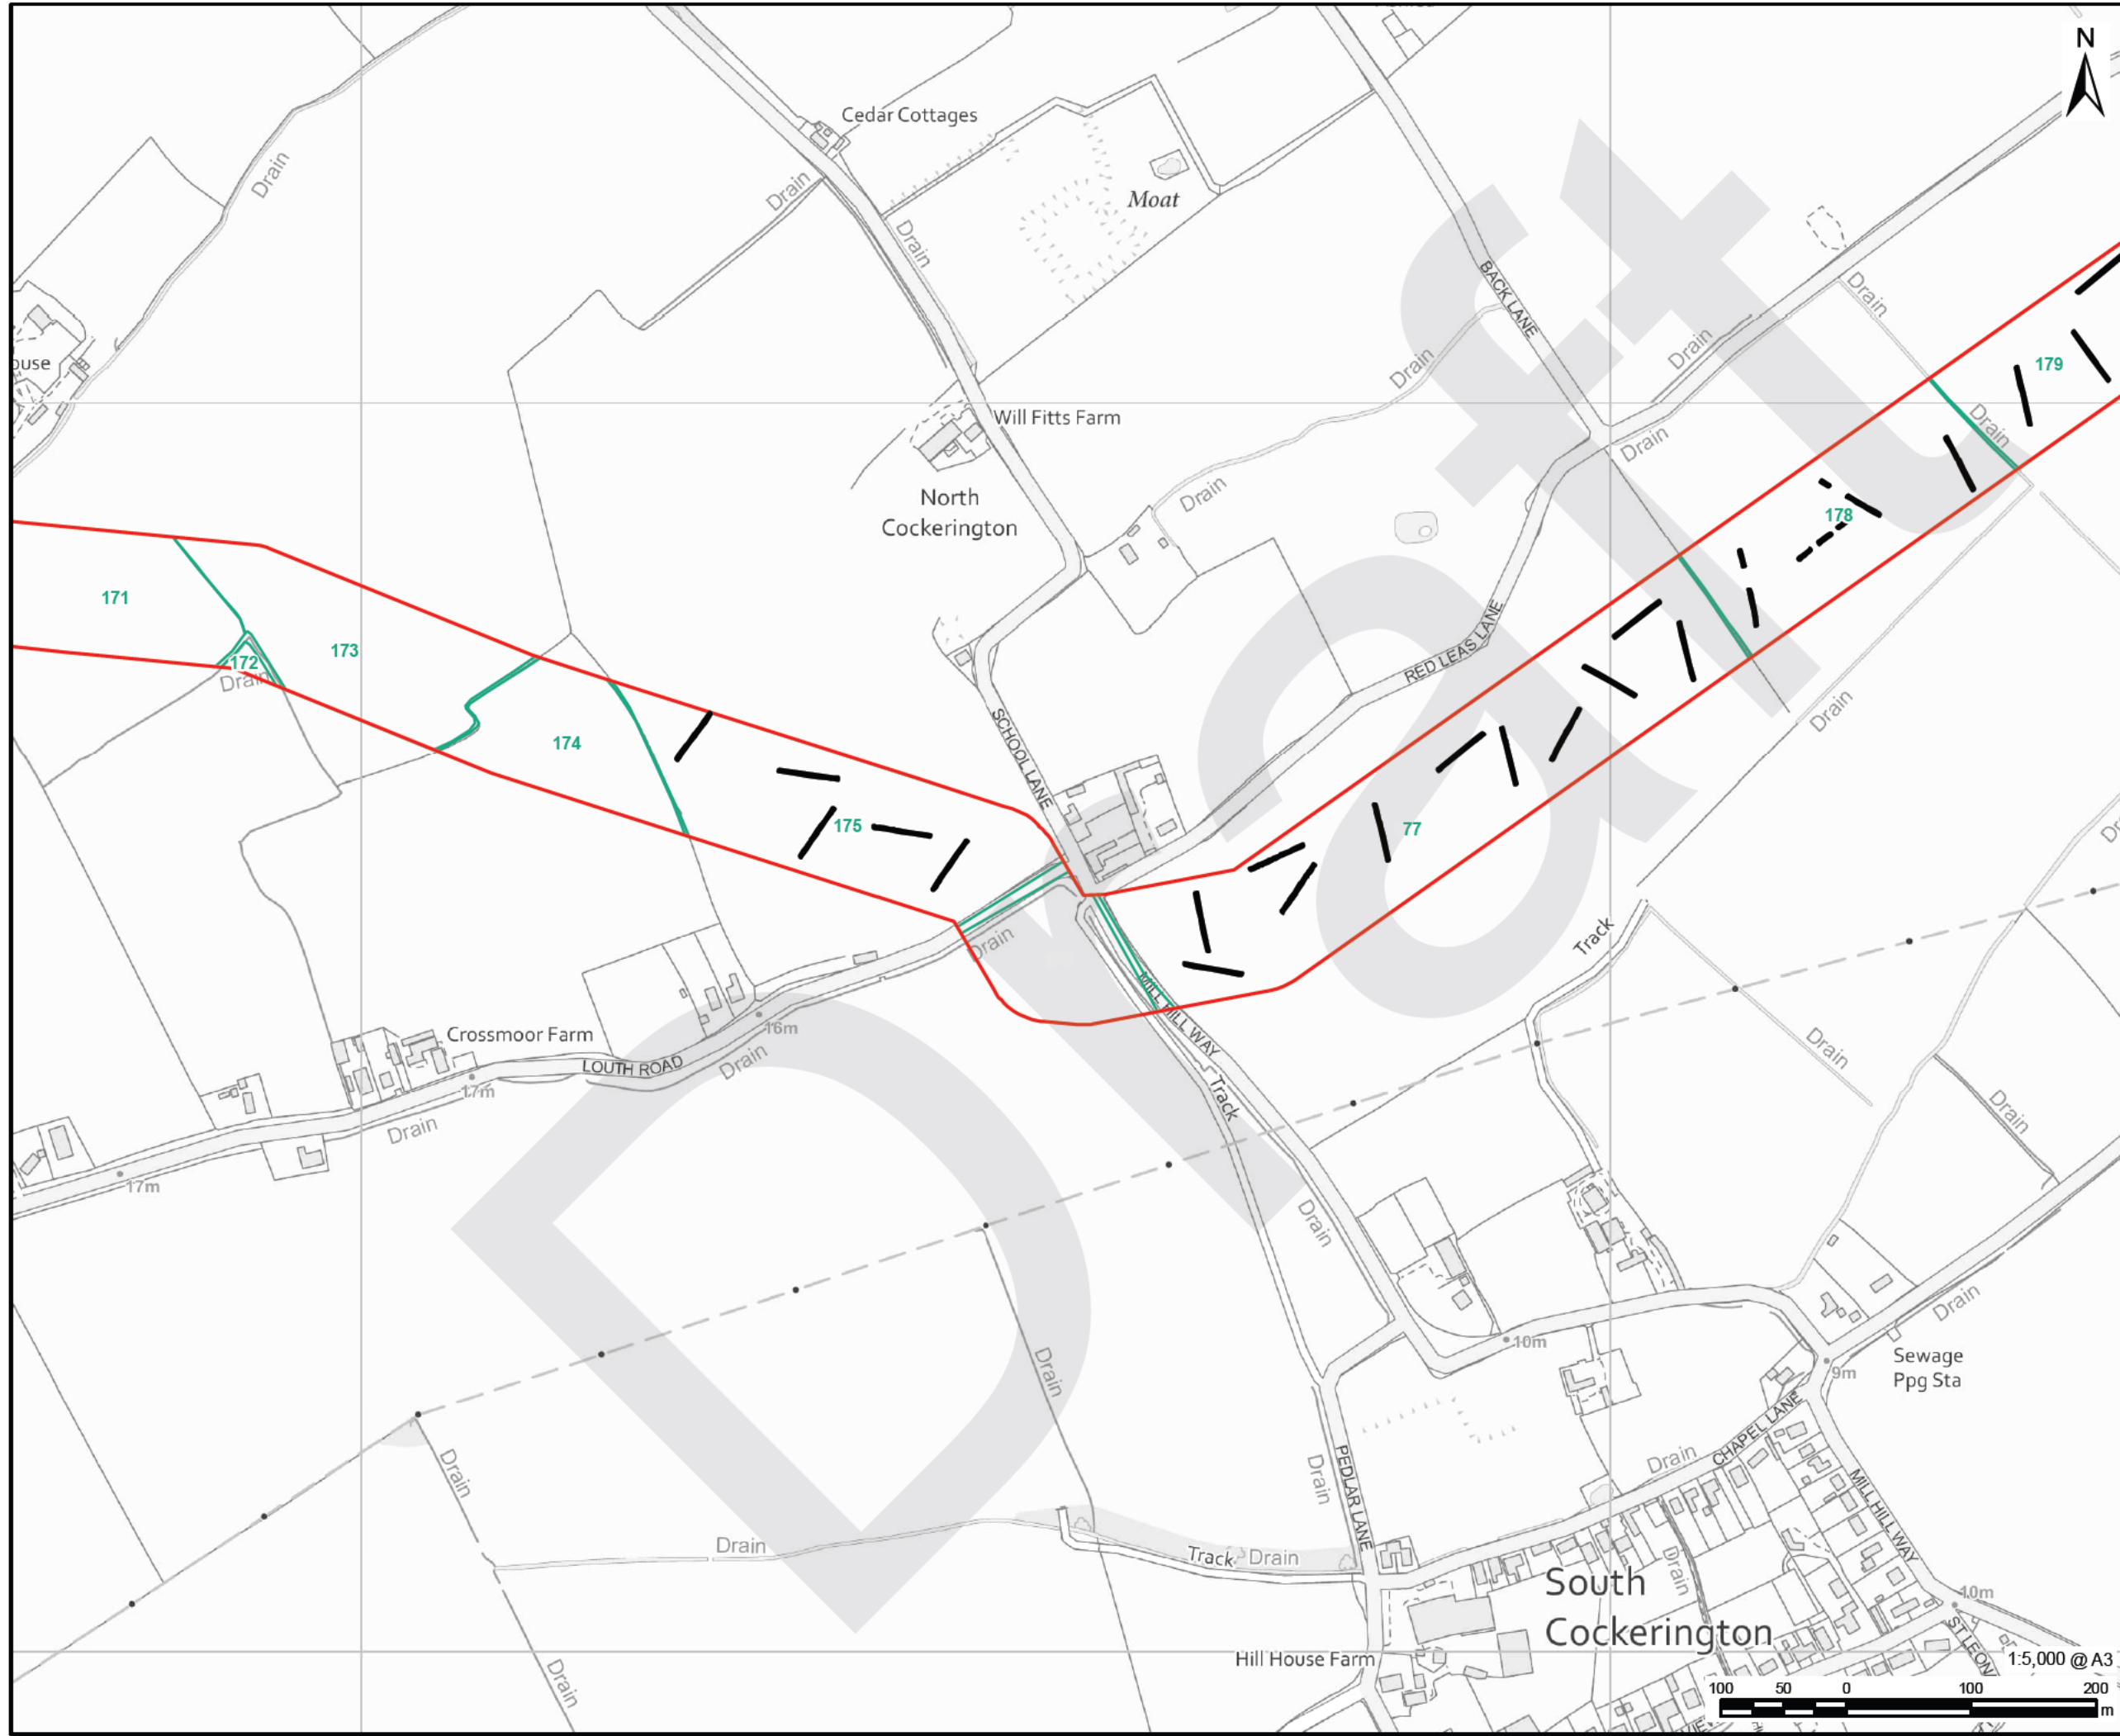 N
Cedar Cottages
Drain
Drain
Moat
Drain
BACK LANE
Drain
ouse
Drain
Drain
179
Will Fitts Farm
Drain
Drain
North
Cockerington
Drain
178
171
172
173
Drain
RED LEAS LANE
SCHOOL LANE
174
Drain
175
77
Drain
Track
MILL HILL WAY
Crossmoor Farm
16m
LOUTH ROAD
Drain
17m
Track
Drain
Drain
Drain
17m
Drain
Drain
10m
Sewage
Ppg Sta
9m
Drain
CHAPEL LANE
Drain
Drain
Drain
PEDLAR LANE
MILL HILL WAY
Drain
Track
Drain
Drain
South
Cockerington
10m
ST LEON
Hill House Farm
Drain
1:5,000 @ A3
100 50 0 100 200
m
Draft